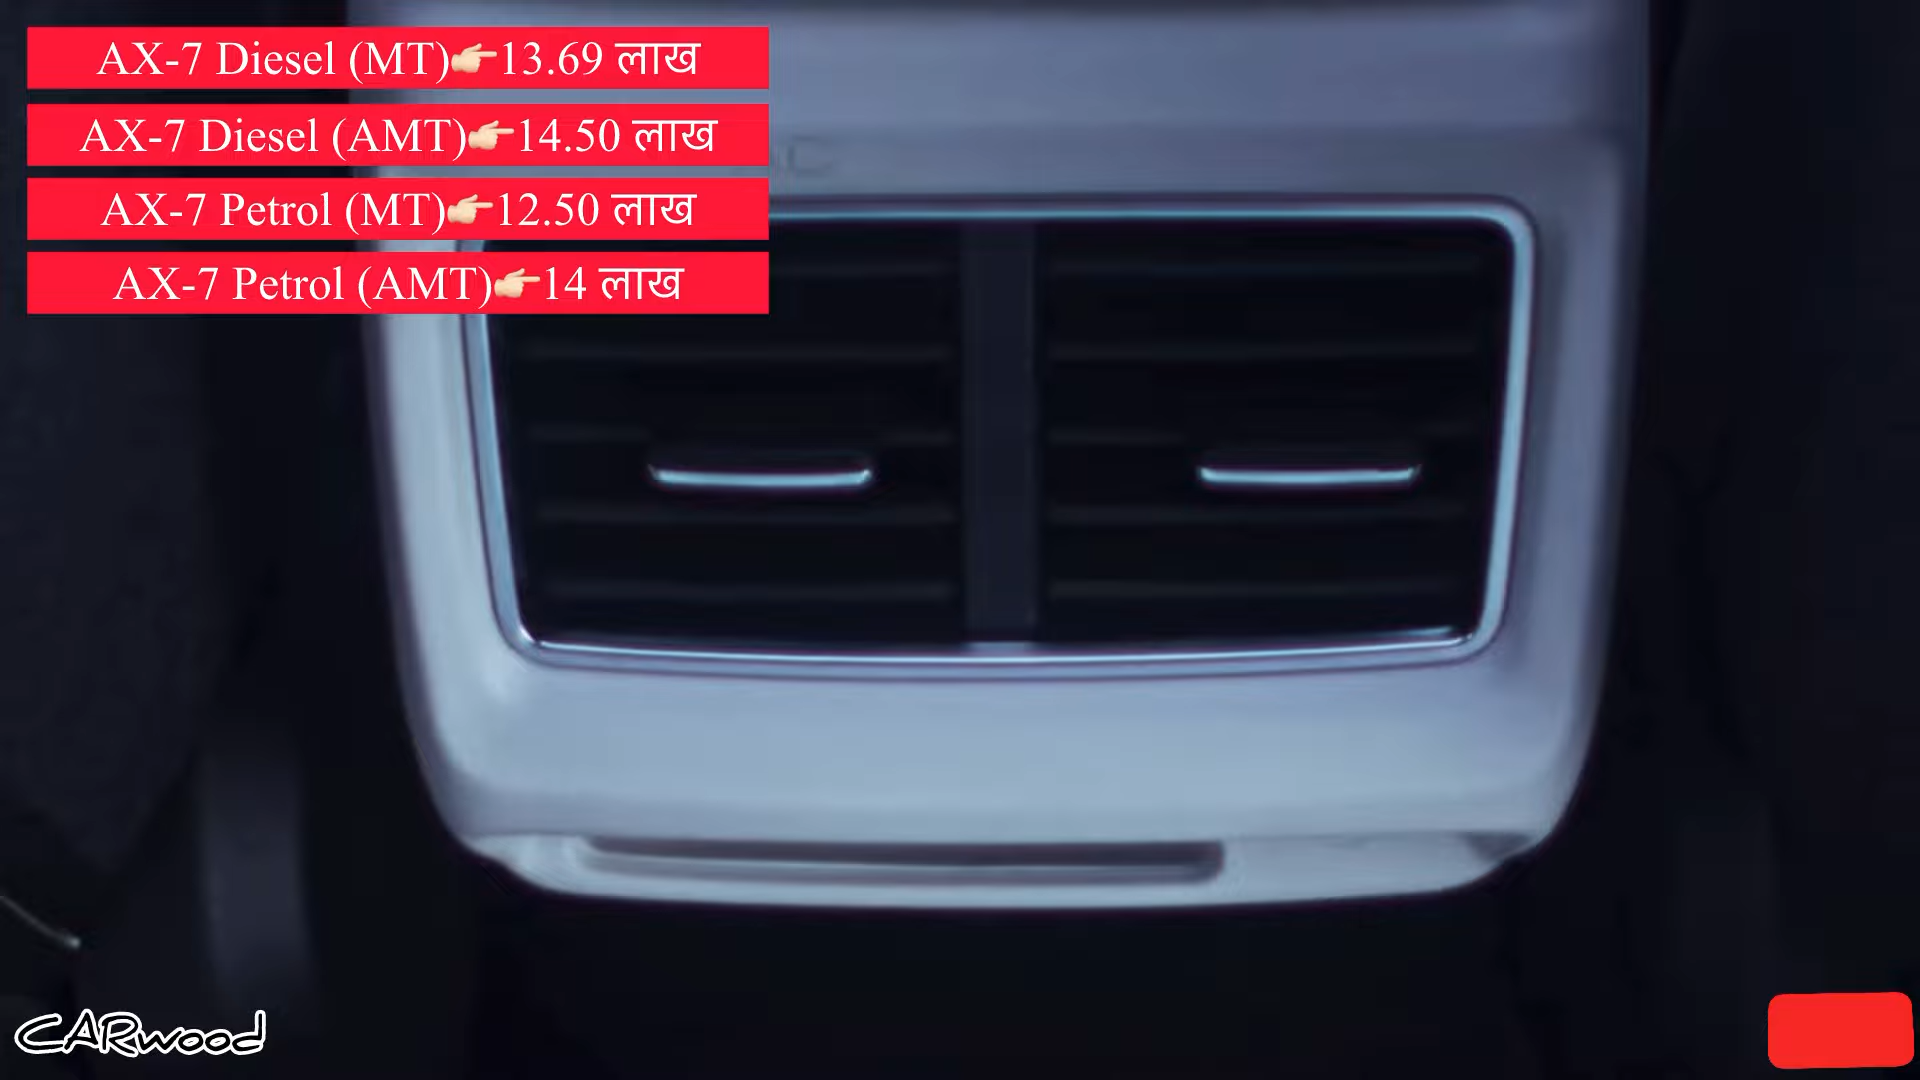 AX-7 Diesel (MT)👉🏻13.69 लाख
AX-7 Diesel (AMT)👉🏻14.50 लाख
AX-7 Petrol (MT)👉🏻12.50 लाख
AX-7 Petrol (AMT)👉🏻14 लाख
CARwood